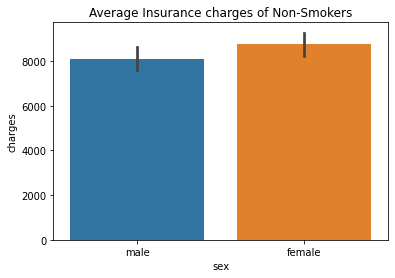 Average Insurance charges of Non-Smokers
charges
8000
6000
4000
2000
0
male female
sex